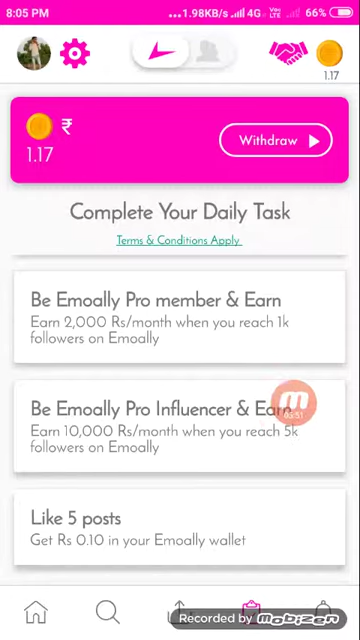 8:05 PM ...1.98KB/s 4G VoLTE 66%
1.17
₹
1.17
Withdraw
Complete Your Daily Task
Terms & Conditions Apply
Be Emoally Pro member & Earn
Earn 2,000 Rs/month when you reach 1k
followers on Emoally
Be Emoally Pro Influencer & Earn
Earn 10,000 Rs/month when you reach 5k
followers on Emoally
Like 5 posts
Get Rs 0.10 in your Emoally wallet
Recorded by mobizen